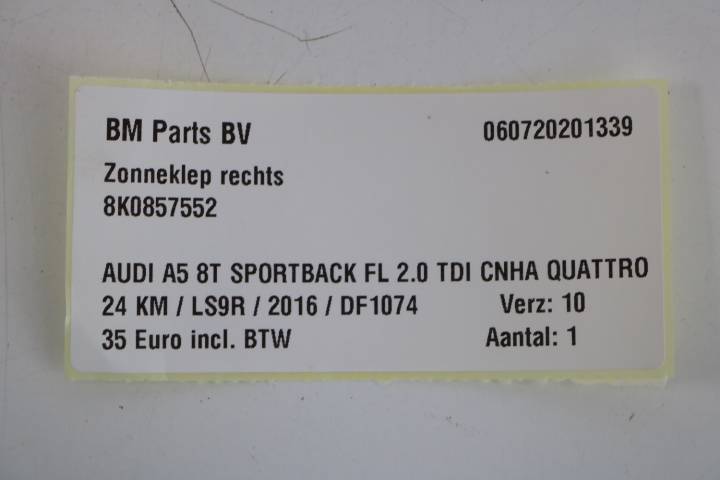 BM Parts BV 060720201339
Zonneklep rechts
8K0857552
AUDI A5 8T SPORTBACK FL 2.0 TDI CNHA QUATTRO
24 KM / LS9R / 2016 / DF1074 Verz: 10
35 Euro incl. BTW Aantal: 1